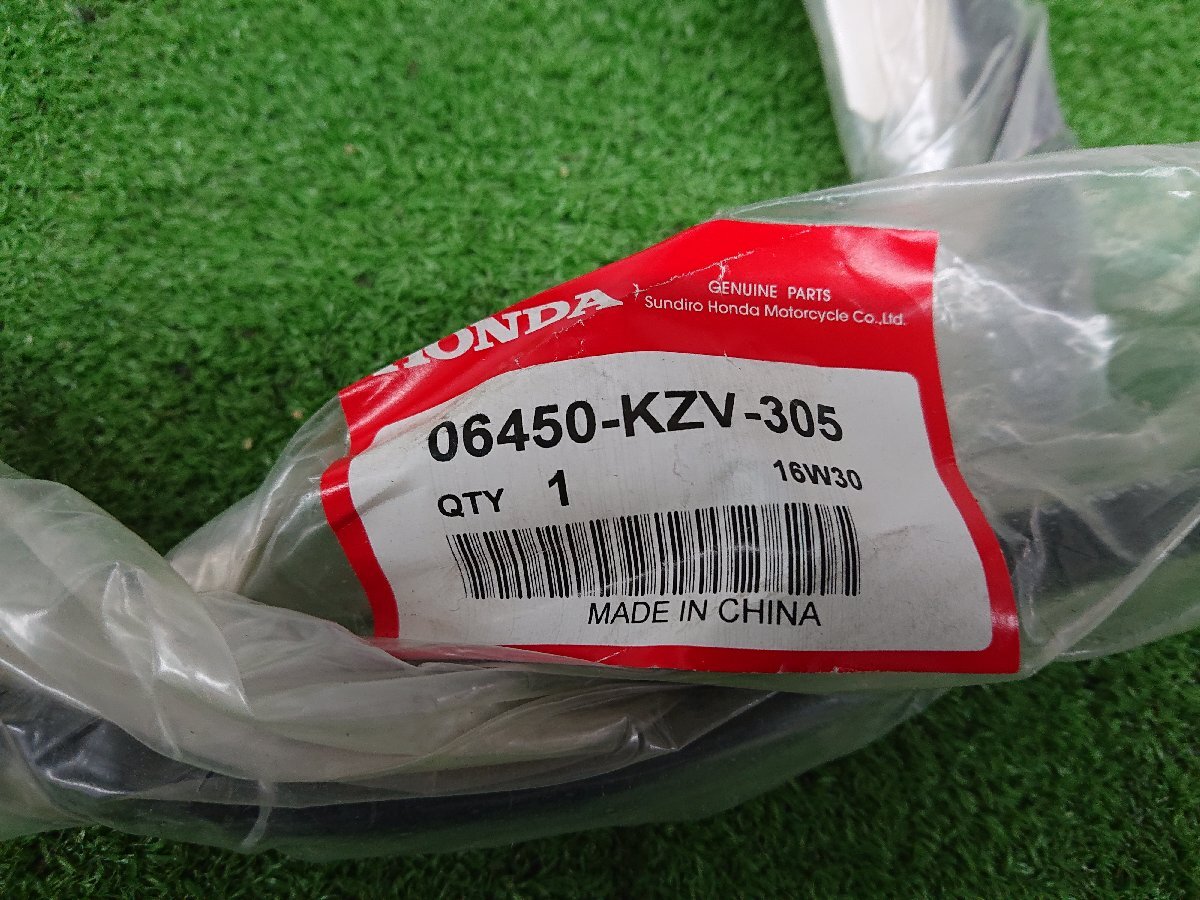 HONDA
GENUINE PARTS
Sundiro Honda Motorcycle Co.,Ltd.
06450-KZV-305
QTY 1 16W30
MADE IN CHINA